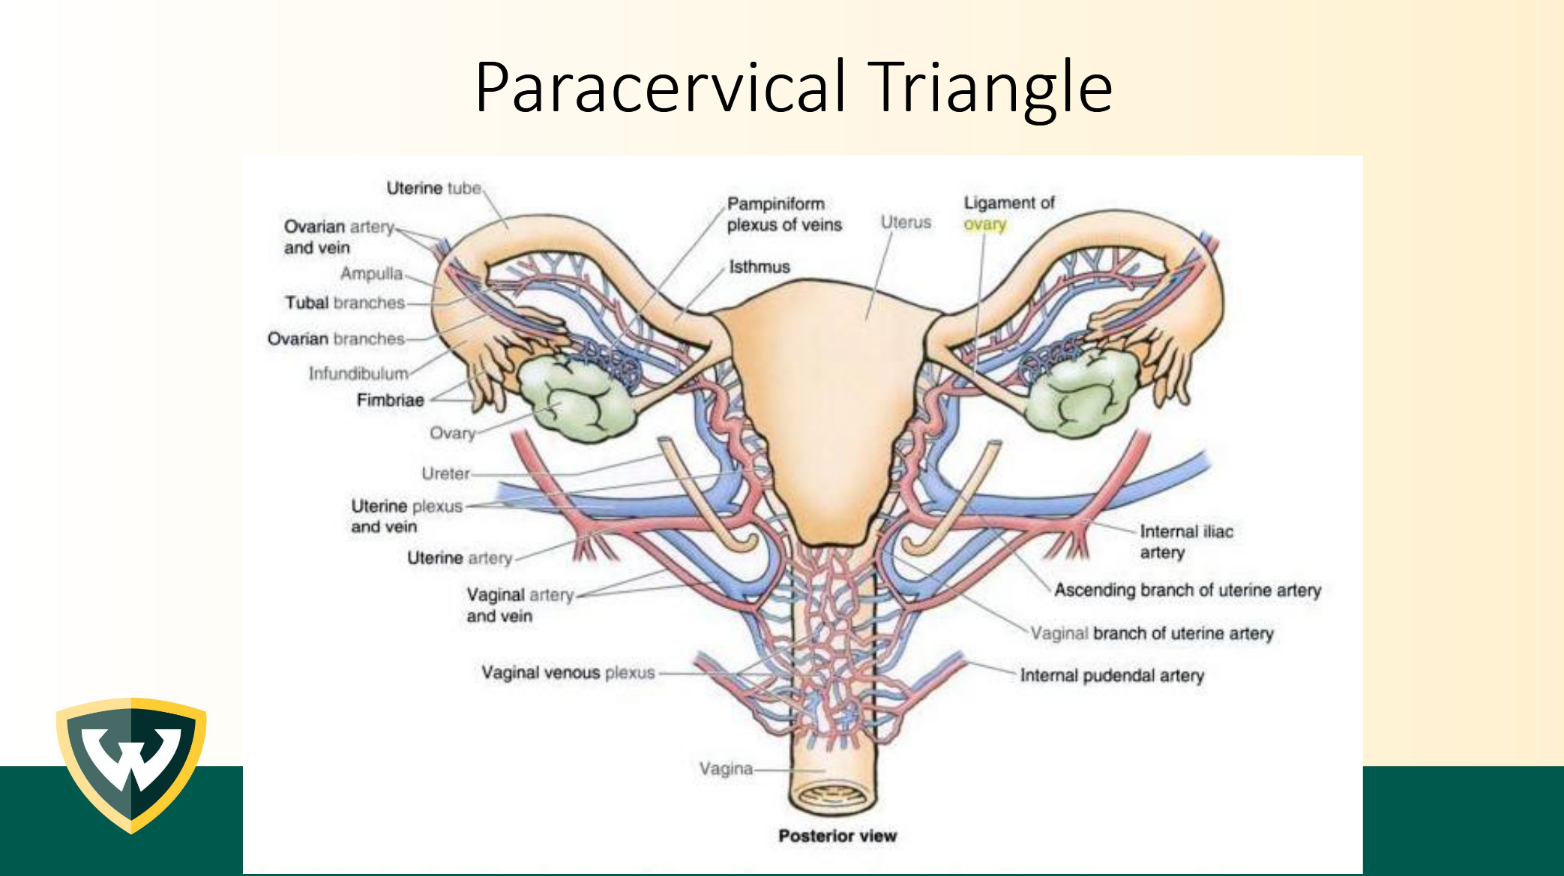 Paracervical Triangle
Uterine tube
Ovarian artery
and vein
Ampulla
Tubal branches
Ovarian branches
Infundibulum
Fimbriae
Ovary
Ureter
Uterine plexus
and vein
Uterine artery
Vaginal artery
and vein
Vaginal venous plexus
Vagina
Pampiniform
plexus of veins
Isthmus
Uterus
Ligament of
ovary
Internal iliac
artery
Ascending branch of uterine artery
Vaginal branch of uterine artery
Internal pudendal artery
Posterior view
W